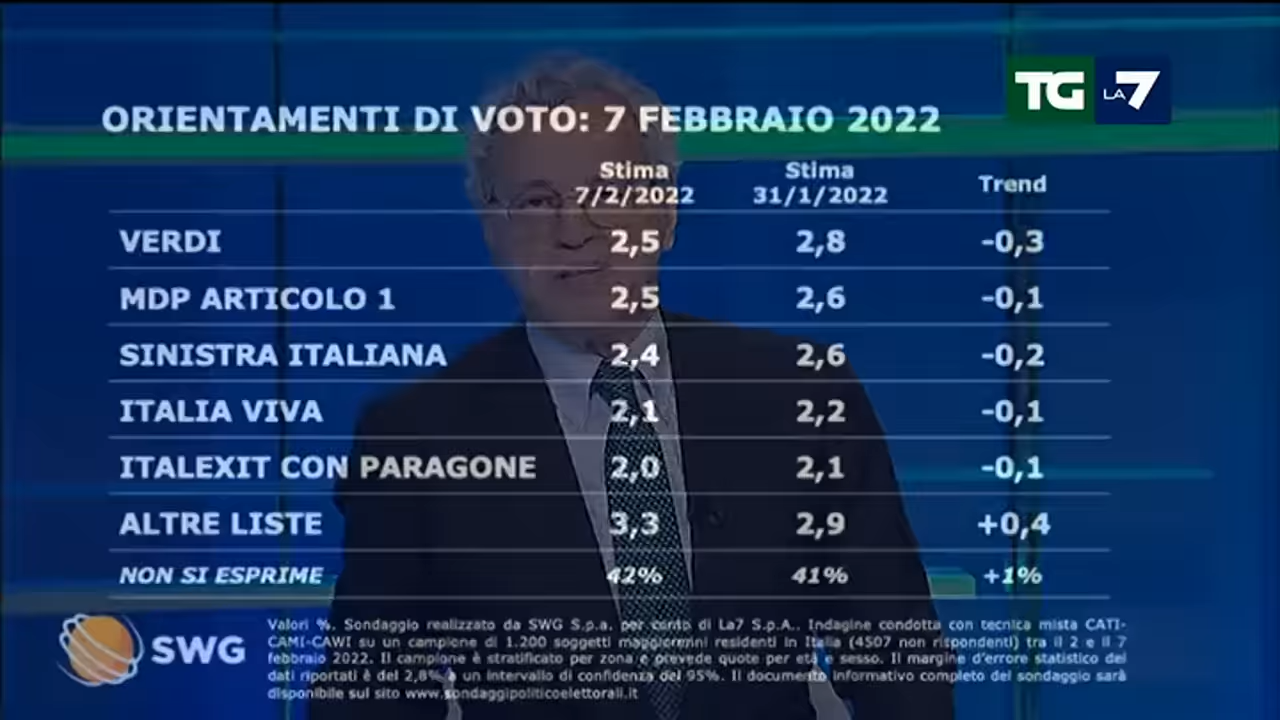 TG LA7
ORIENTAMENTI DI VOTO: 7 FEBBRAIO 2022
Stima 7/2/2022 Stima 31/1/2022 Trend
VERDI 2,5 2,8 -0,3
MDP ARTICOLO 1 2,5 2,6 -0,1
SINISTRA ITALIANA 2,4 2,6 -0,2
ITALIA VIVA 2,1 2,2 -0,1
ITALEXIT CON PARAGONE 2,0 2,1 -0,1
ALTRE LISTE 3,3 2,9 +0,4
NON SI ESPRIME 42% 41% +1%
SWG
Valori %. Sondaggio realizzato da SWG S.p.a. per conto di La7 S.p.A.. Indagine condotta con tecnica mista CATI-
CAMI-CAWI su un campione di 1.200 soggetti maggiorenni residenti in Italia (4507 non rispondenti) tra il 2 e il 7
febbraio 2022. Il campione è stratificato per zona e prevede quote per età e sesso. Il margine d'errore statistico dei
dati riportati è del 2,8% a un intervallo di confidenza del 95%. Il documento informativo completo del sondaggio sarà
disponibile sul sito www.sondaggipoliticoelettorali.it